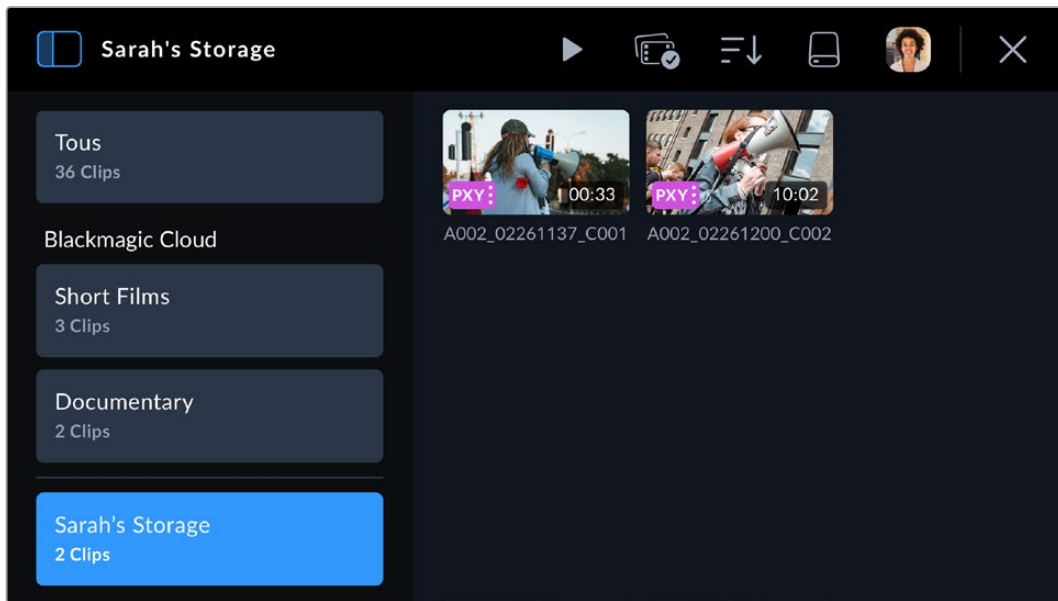 Sarah's Storage
Tous
36 Clips
Blackmagic Cloud
Short Films
3 Clips
Documentary
2 Clips
Sarah's Storage
2 Clips
PXY 00:33
PXY 10:02
A002_02261137_C001
A002_02261200_C002